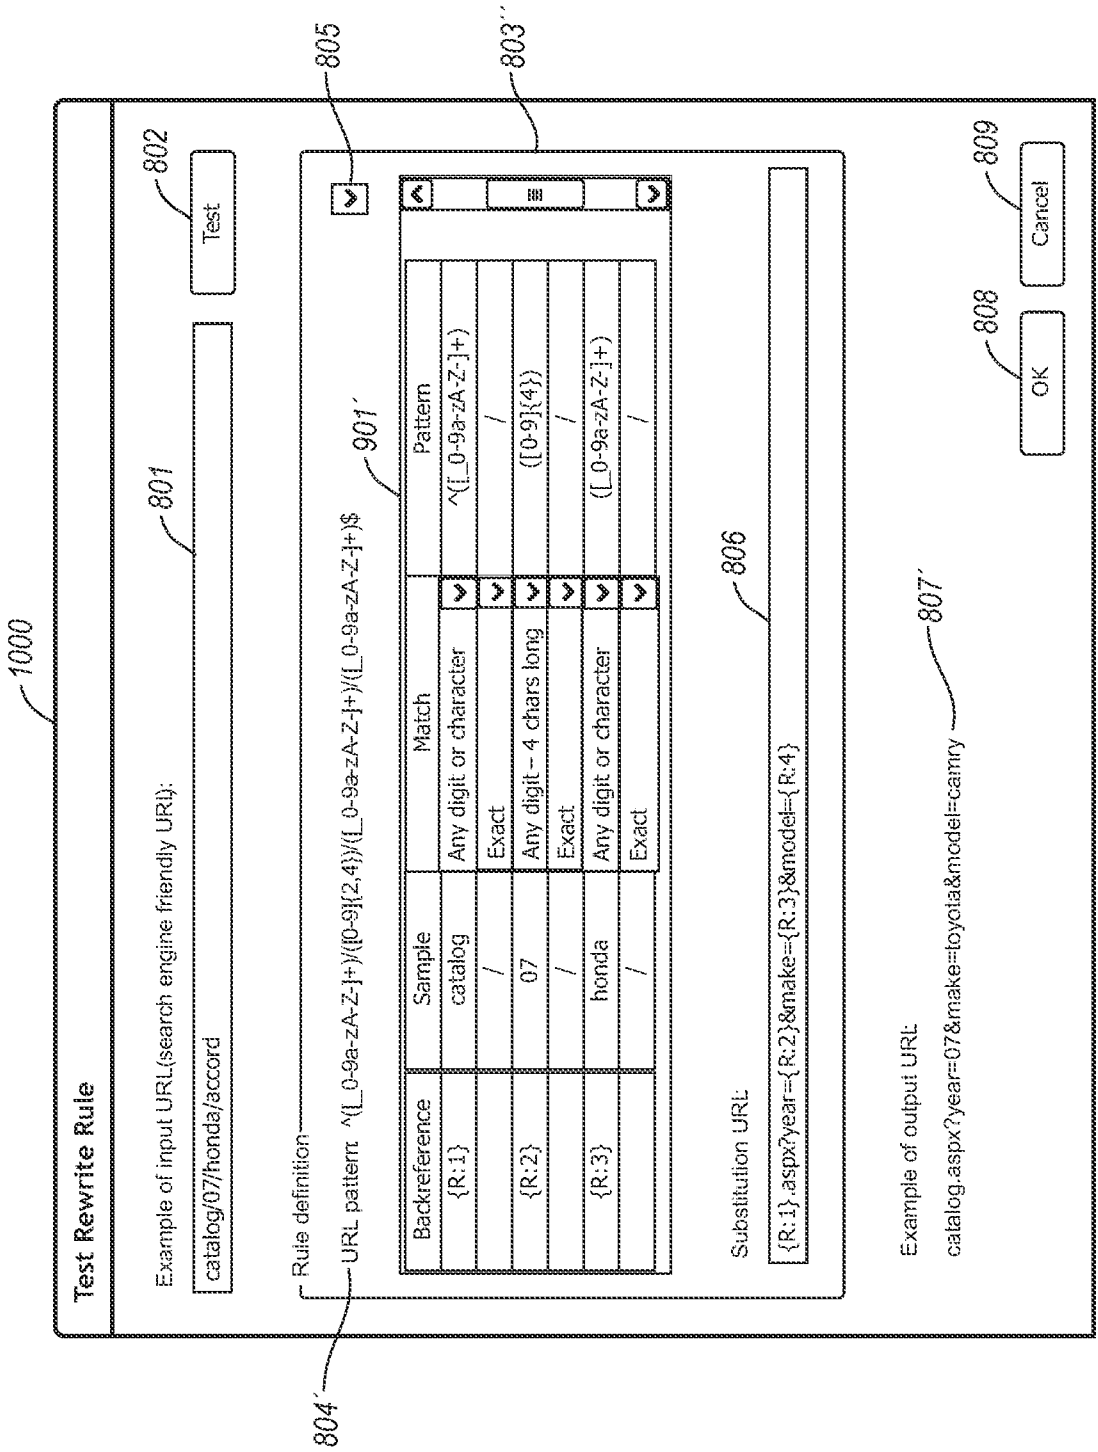 1000
Test Rewrite Rule
Example of input URL(search engine friendly URL):
801
802
catalog/07/honda/accord
Test
Rule definition
804′
URL pattern: ^([_0-9a-zA-Z-]+)/([0-9]{2,4})/([_0-9a-zA-Z-]+)/([_0-9a-zA-Z-]+)$
805
901′
803′′
Backreference Sample Match Pattern
{R:1} catalog Any digit or character ^([_0-9a-zA-Z-]+)
/ Exact /
{R:2} 07 Any digit– 4 chars long ([0-9]{4})
/ Exact /
{R:3} honda Any digit or character ([_0-9a-zA-Z-]+)
/ Exact /
Substitution URL:
806
{R:1}.aspx?year={R:2}&make={R:3}&model={R:4}
Example of output URL:
807′
catalog.aspx?year=07&make=toyota&model=camry
808
809
OK
Cancel